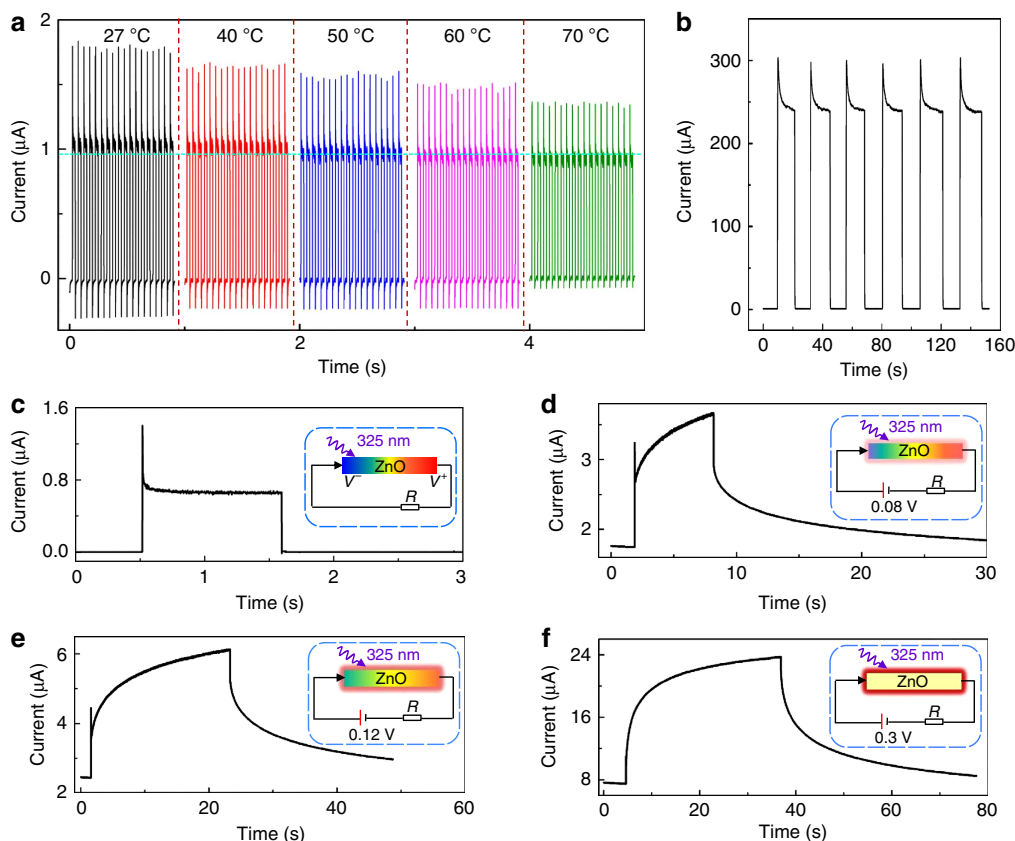 a
27 °C 40 °C 50 °C 60 °C 70 °C
2
1
0
Current (μA)
0 2 4
Time (s)
b
300
200
100
0
Current (μA)
0 40 80 120 160
Time (s)
c
1.6
0.8
0.0
Current (μA)
0 1 2 3
Time (s)
325 nm
ZnO
V⁻ V⁺
R
d
3
2
Current (μA)
0 10 20 30
Time (s)
325 nm
ZnO
R
0.08 V
e
6
4
2
Current (μA)
0 20 40 60
Time (s)
325 nm
ZnO
R
0.12 V
f
24
16
8
Current (μA)
0 20 40 60 80
Time (s)
325 nm
ZnO
R
0.3 V